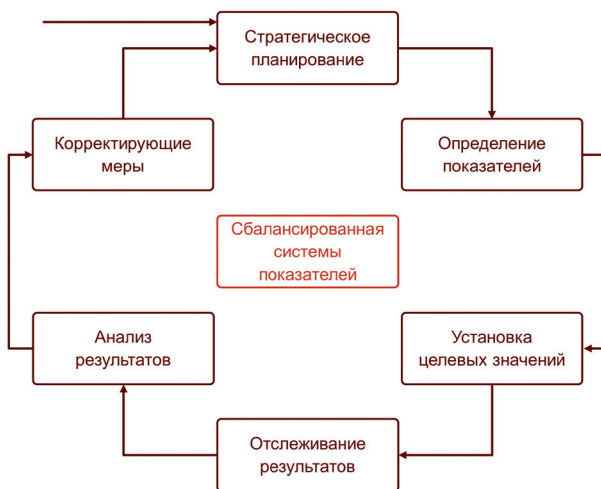 Стратегическое
планирование
Корректирующие
меры
Определение
показателей
Сбалансированная
системы
показателей
Анализ
результатов
Установка
целевых значений
Отслеживание
результатов